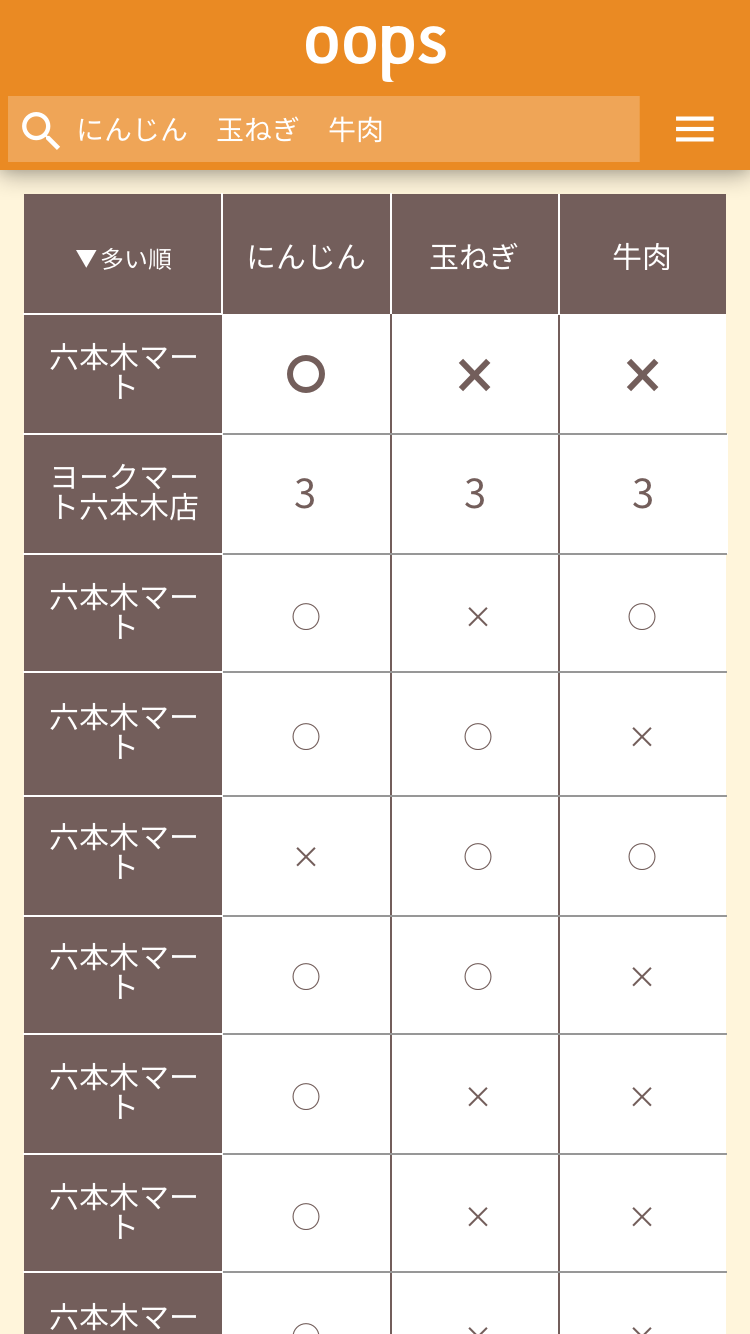 oops
にんじん　玉ねぎ　牛肉
▼多い順 にんじん 玉ねぎ 牛肉
六本木マー
ト
○ × ×
ヨークマー
ト六本木店
3 3 3
六本木マー
ト
○ × ○
六本木マー
ト
○ ○ ×
六本木マー
ト
× ○ ○
六本木マー
ト
○ ○ ×
六本木マー
ト
○ × ×
六本木マー
ト
○ × ×
六本木マー
○ × ×